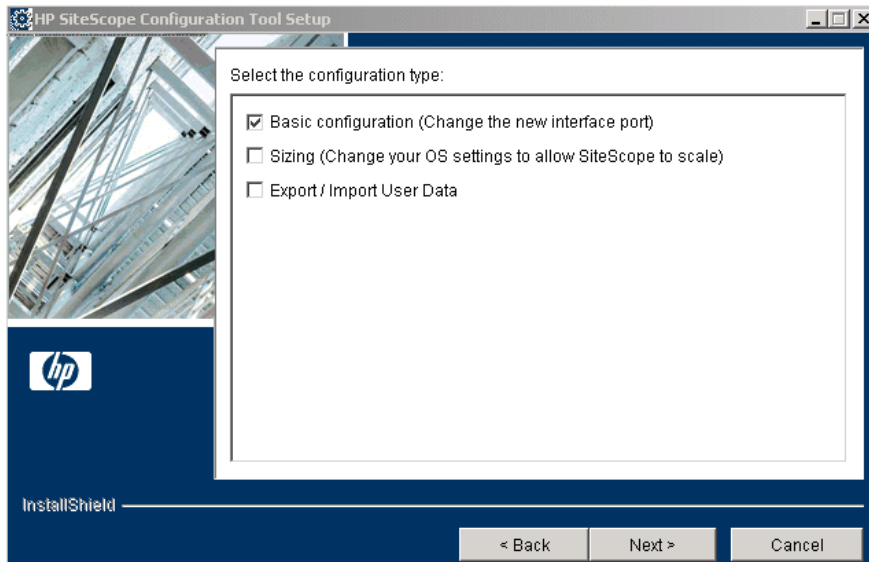 HP SiteScope Configuration Tool Setup
Select the configuration type:
Basic configuration (Change the new interface port)
Sizing (Change your OS settings to allow SiteScope to scale)
Export / Import User Data
hp
InstallShield
< Back
Next >
Cancel